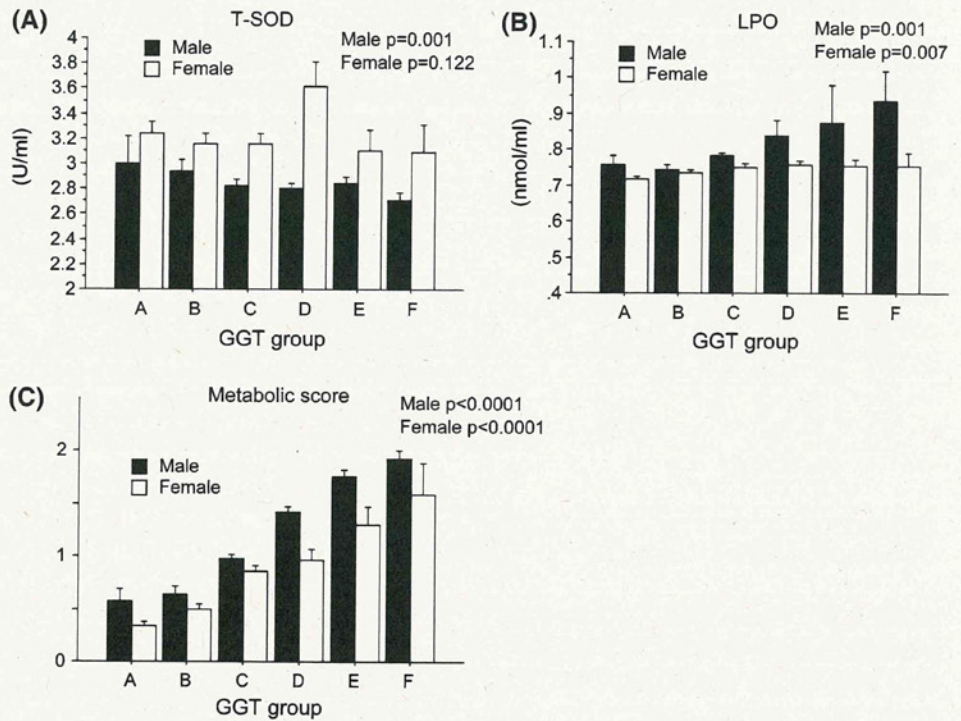 (A)
T-SOD
Male p=0.001
Female p=0.122
Male
Female
(U/ml)
4
3.8
3.6
3.4
3.2
3
2.8
2.6
2.4
2.2
2
A B C D E F
GGT group
(B)
LPO
Male p=0.001
Female p=0.007
Male
Female
(nmol/ml)
1.1
1
.9
.8
.7
.6
.5
.4
A B C D E F
GGT group
(C)
Metabolic score
Male p<0.0001
Female p<0.0001
Male
Female
2
1
0
A B C D E F
GGT group